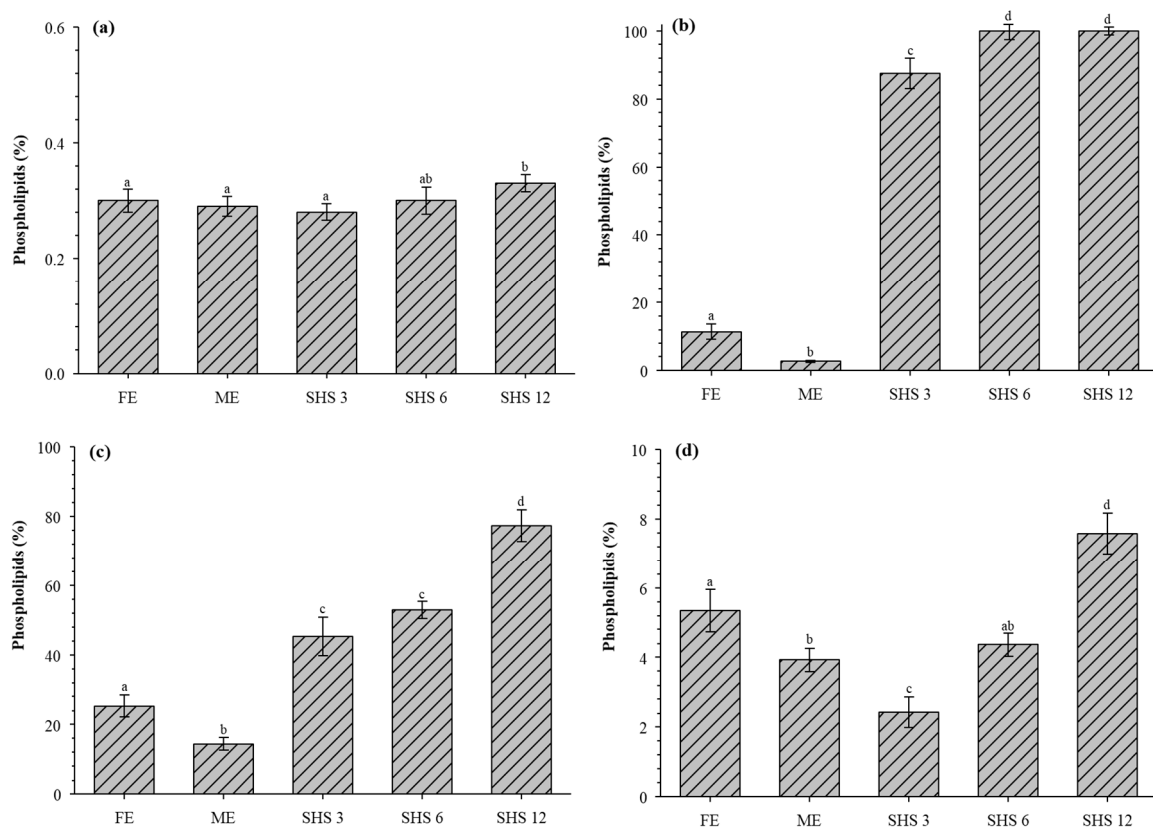 (a)
Phospholipids (%)
0.6
0.4
0.2
0.0
a
a
a
ab
b
FE ME SHS 3 SHS 6 SHS 12
(b)
Phospholipids (%)
100
80
60
40
20
0
a
b
c
d
d
FE ME SHS 3 SHS 6 SHS 12
(c)
Phospholipids (%)
100
80
60
40
20
0
a
b
c
c
d
FE ME SHS 3 SHS 6 SHS 12
(d)
Phospholipids (%)
10
8
6
4
2
0
a
b
c
ab
d
FE ME SHS 3 SHS 6 SHS 12